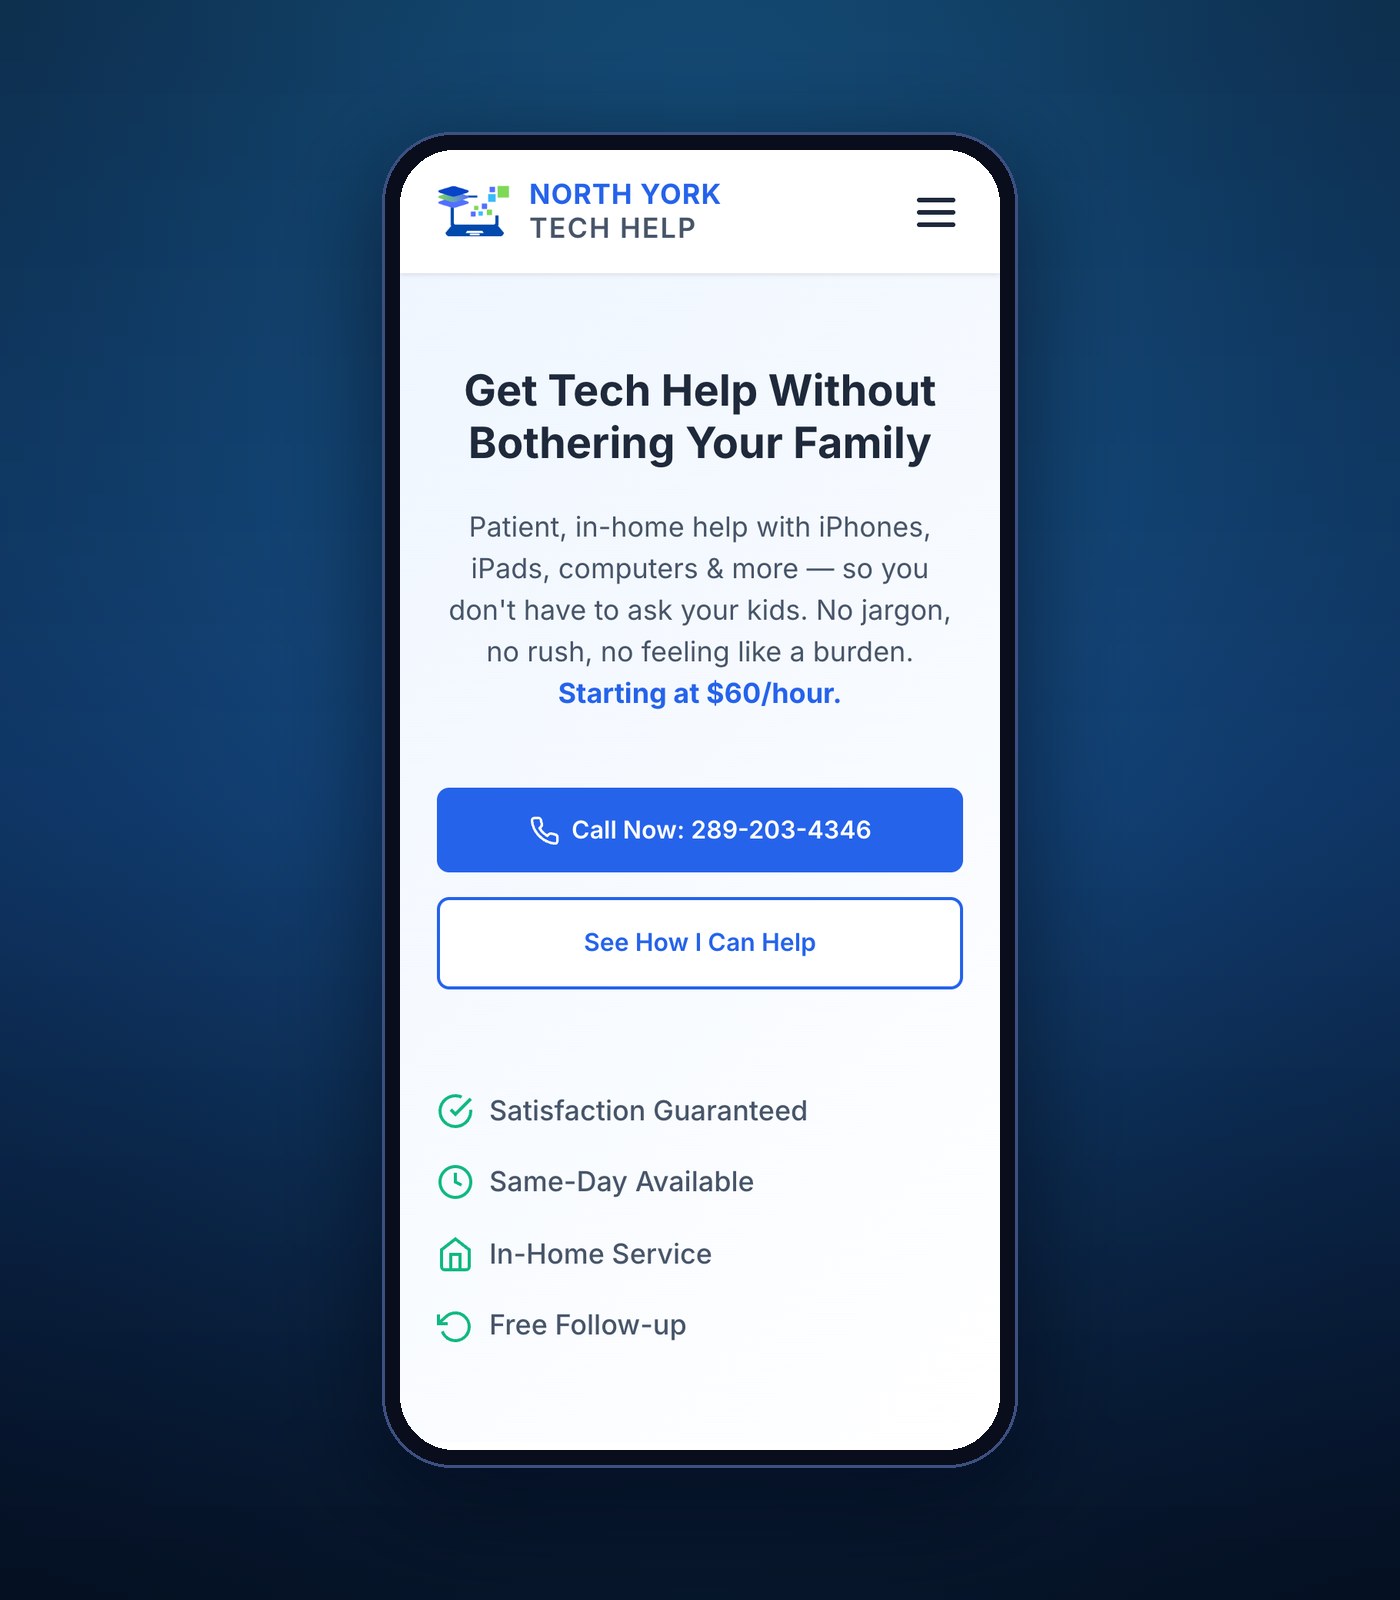 NORTH YORK
TECH HELP
Get Tech Help Without
Bothering Your Family
Patient, in-home help with iPhones,
iPads, computers & more — so you
don't have to ask your kids. No jargon,
no rush, no feeling like a burden.
Starting at $60/hour.
Call Now: 289-203-4346
See How I Can Help
Satisfaction Guaranteed
Same-Day Available
In-Home Service
Free Follow-up